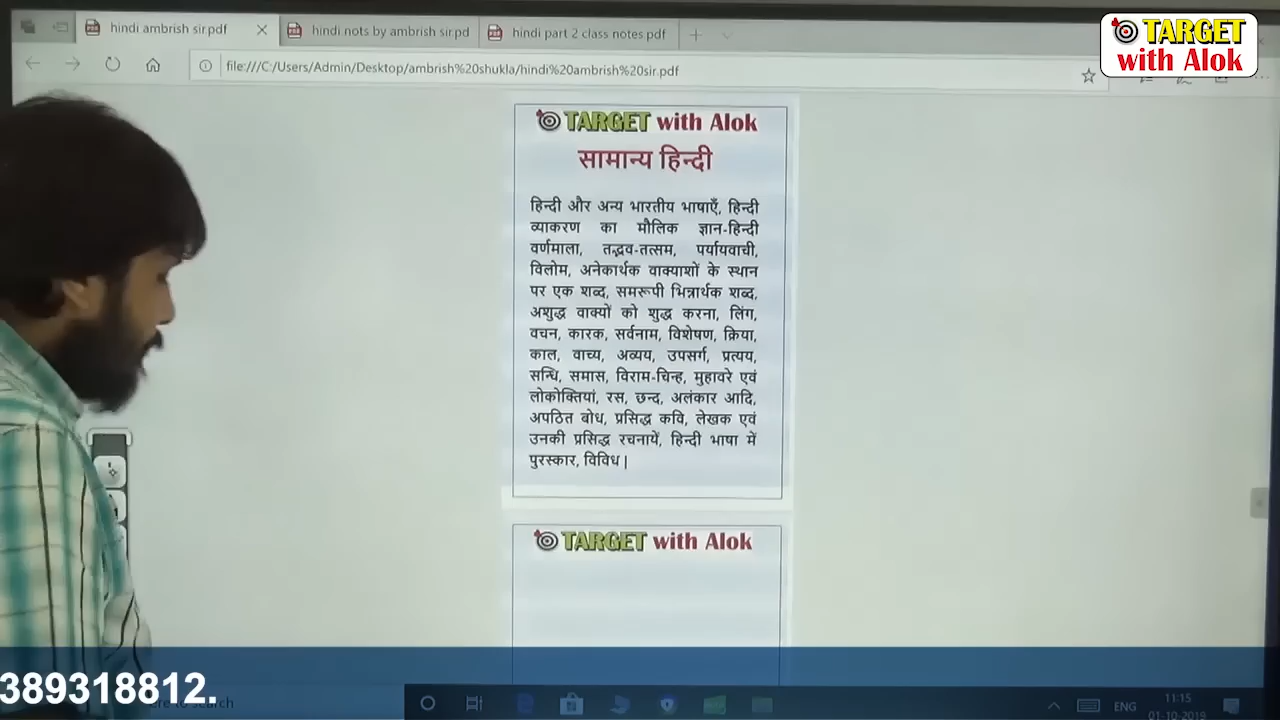 hindi ambrish sir.pdf
hindi nots by ambrish sir.pd
hindi part 2 class notes.pdf
TARGET
with Alok
file:///C:/Users/Admin/Desktop/ambrish%20shukla/hindi%20ambrish%20sir.pdf
TARGET with Alok
सामान्य हिन्दी
हिन्दी और अन्य भारतीय भाषाएँ, हिन्दी
व्याकरण का मौलिक ज्ञान-हिन्दी
वर्णमाला, तद्भव-तत्सम, पर्यायवाची,
विलोम, अनेकार्थक वाक्याशों के स्थान
पर एक शब्द, समरूपी भिन्नार्थक शब्द,
अशुद्ध वाक्यों को शुद्ध करना, लिंग,
वचन, कारक, सर्वनाम, विशेषण, क्रिया,
काल, वाच्य, अव्यय, उपसर्ग, प्रत्यय,
सन्धि, समास, विराम-चिन्ह, मुहावरे एवं
लोकोक्तियां, रस, छन्द, अलंकार आदि,
अपठित बोध, प्रसिद्ध कवि, लेखक एवं
उनकी प्रसिद्ध रचनायें, हिन्दी भाषा में
पुरस्कार, विविध |
TARGET with Alok
389318812.
search
ENG
11:15
01-10-2019